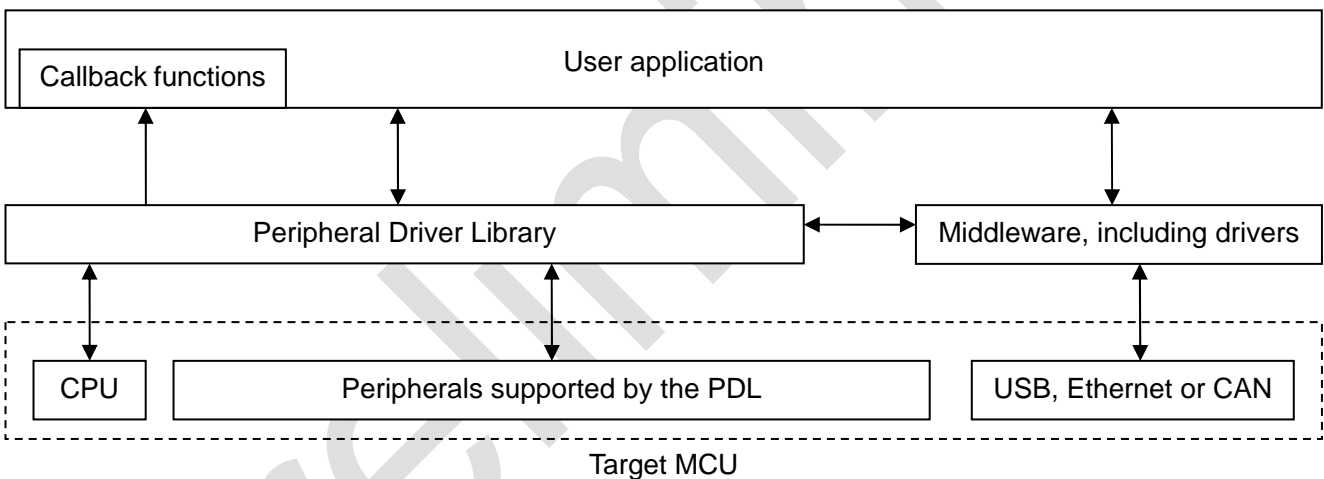 User application
Callback functions
Peripheral Driver Library
Middleware, including drivers
CPU
Peripherals supported by the PDL
USB, Ethernet or CAN
Target MCU